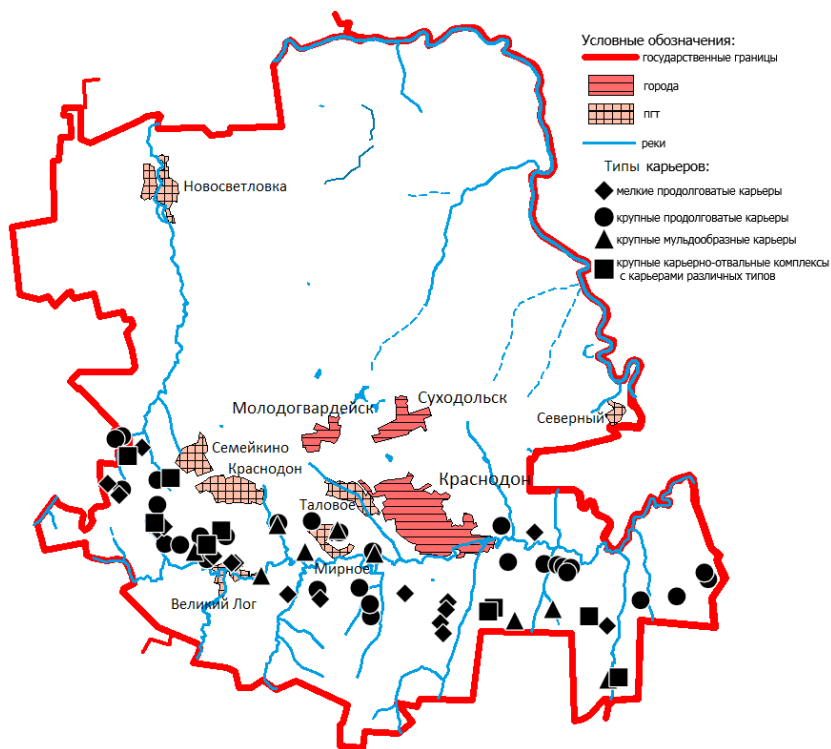 Условные обозначения:
государственные границы
города
пгт
реки
Типы карьеров:
мелкие продолговатые карьеры
крупные продолговатые карьеры
крупные мульдообразные карьеры
крупные карьерно-отвальные комплексы
с карьерами различных типов
Новосветловка
Суходольск
Молодогвардейск
Северный
Семейкино
Краснодон
Краснодон
Таловое
Мирное
Великий Лог